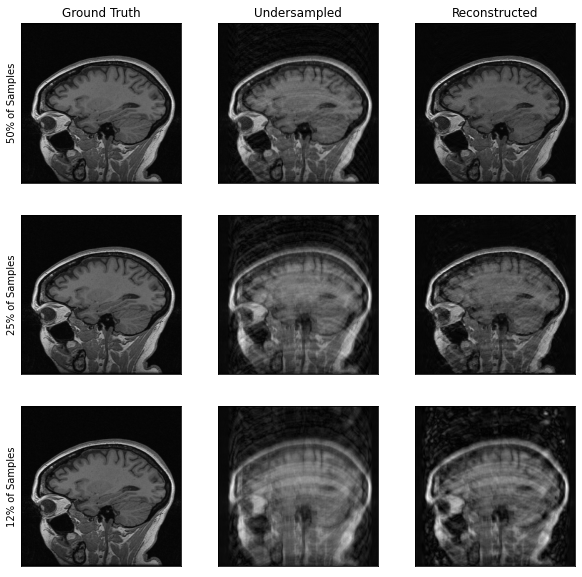 Ground Truth
Undersampled
Reconstructed
50% of Samples
25% of Samples
12% of Samples